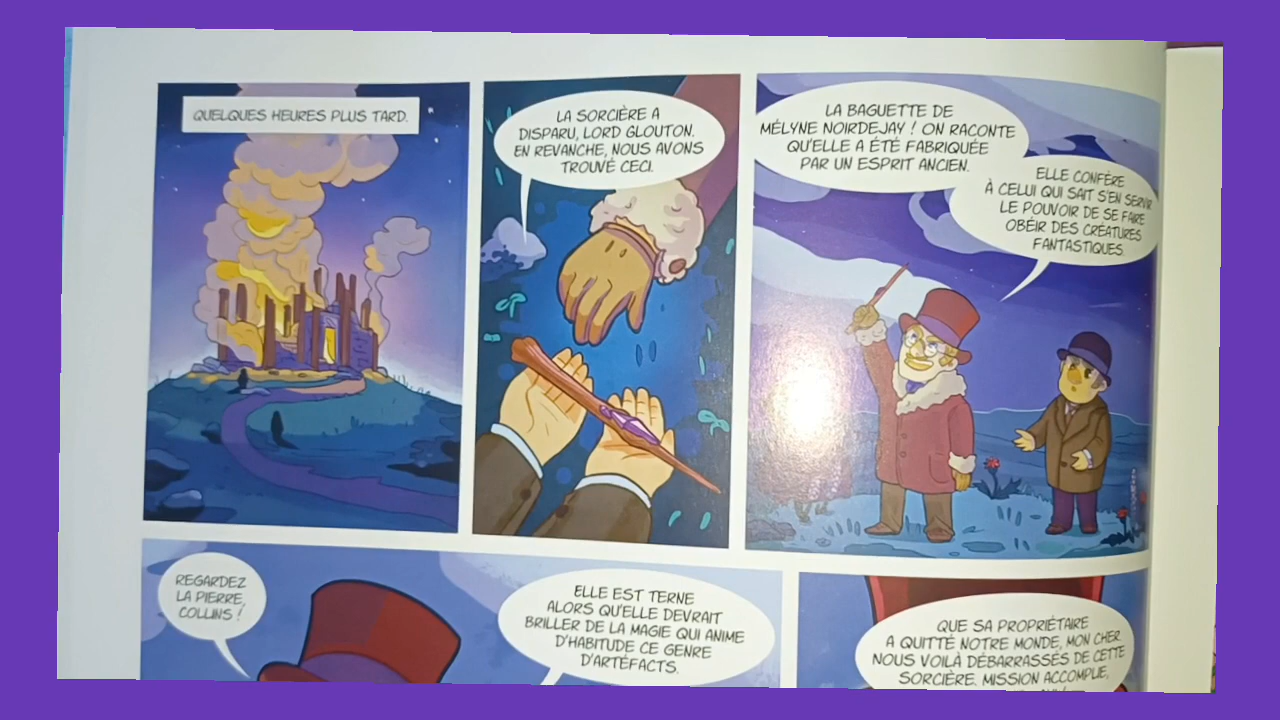 QUELQUES HEURES PLUS TARD.
LA SORCIÈRE A
DISPARU, LORD GLOUTON.
EN REVANCHE, NOUS AVONS
TROUVÉ CECI.
LA BAGUETTE DE
MÉLYNE NOIRDEJAY ! ON RACONTE
QU'ELLE A ÉTÉ FABRIQUÉE
PAR UN ESPRIT ANCIEN.
ELLE CONFÈRE
À CELUI QUI SAIT S'EN SERVIR
LE POUVOIR DE SE FAIRE
OBÉIR DES CRÉATURES
FANTASTIQUES.
REGARDEZ
LA PIERRE,
COLLINS !
ELLE EST TERNE
ALORS QU'ELLE DEVRAIT
BRILLER DE LA MAGIE QUI ANIME
D'HABITUDE CE GENRE
D'ARTÉFACTS.
QUE SA PROPRIÉTAIRE
A QUITTÉ NOTRE MONDE, MON CHER.
NOUS VOILÀ DÉBARRASSÉS DE CETTE
SORCIÈRE. MISSION ACCOMPLIE,